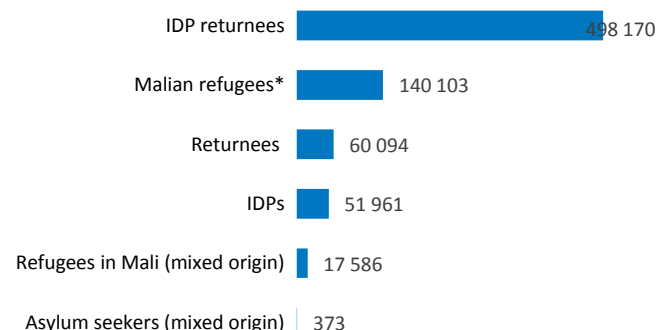 IDP returnees 498 170
Malian refugees* 140 103
Returnees 60 094
IDPs 51 961
Refugees in Mali (mixed origin) 17 586
Asylum seekers (mixed origin) 373